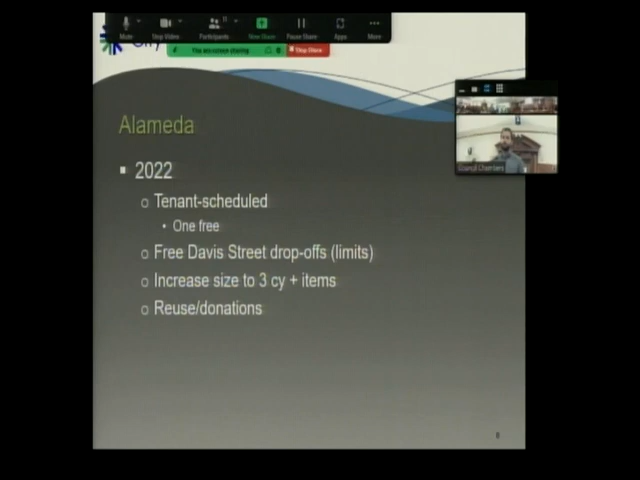 Mute
Stop Video
Participants
New Share
Pause Share
Apps
More
City
You are screen sharing
Stop Share
Council Chambers
Alameda
2022
Tenant-scheduled
One free
Free Davis Street drop-offs (limits)
Increase size to 3 cy + items
Reuse/donations